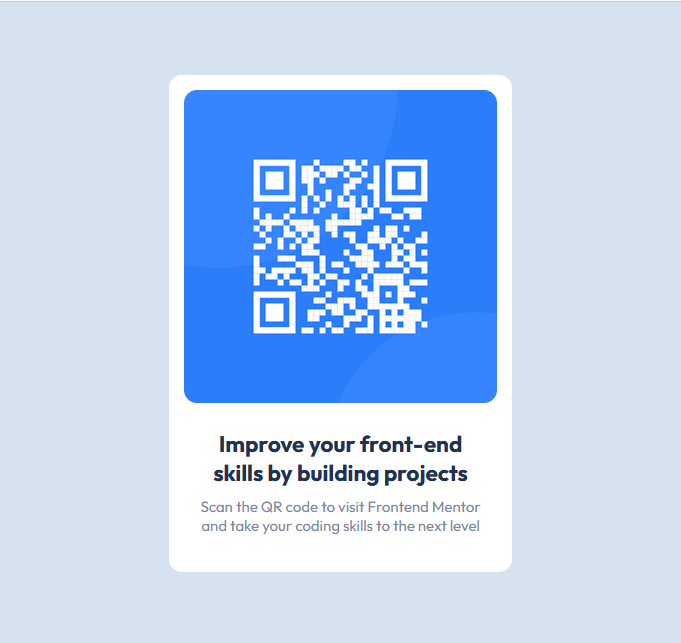 Improve your front-end
skills by building projects
Scan the QR code to visit Frontend Mentor
and take your coding skills to the next level